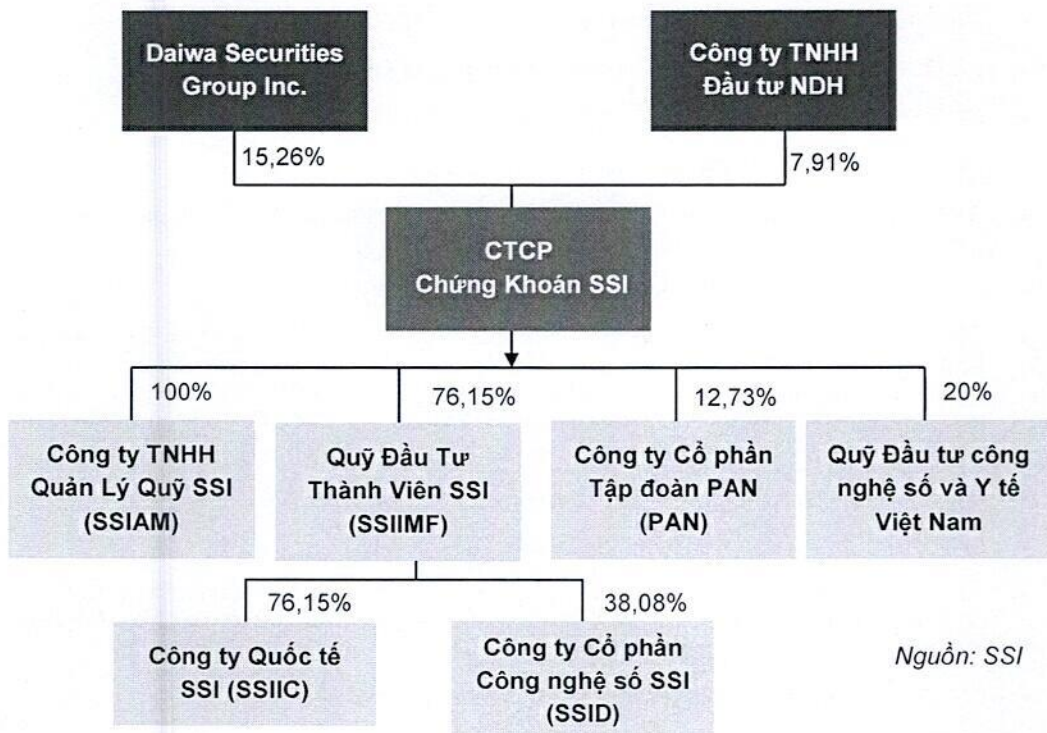 Daiwa Securities
Group Inc.
Công ty TNHH
Đầu tư NDH
15,26%
7,91%
CTCP
Chứng Khoán SSI
100%
76,15%
12,73%
20%
Công ty TNHH
Quản Lý Quỹ SSI
(SSIAM)
Quỹ Đầu Tư
Thành Viên SSI
(SSIIMF)
Công ty Cổ phần
Tập đoàn PAN
(PAN)
Quỹ Đầu tư công
nghệ số và Y tế
Việt Nam
76,15%
38,08%
Công ty Quốc tế
SSI (SSIIC)
Công ty Cổ phần
Công nghệ số SSI
(SSID)
Nguồn: SSI